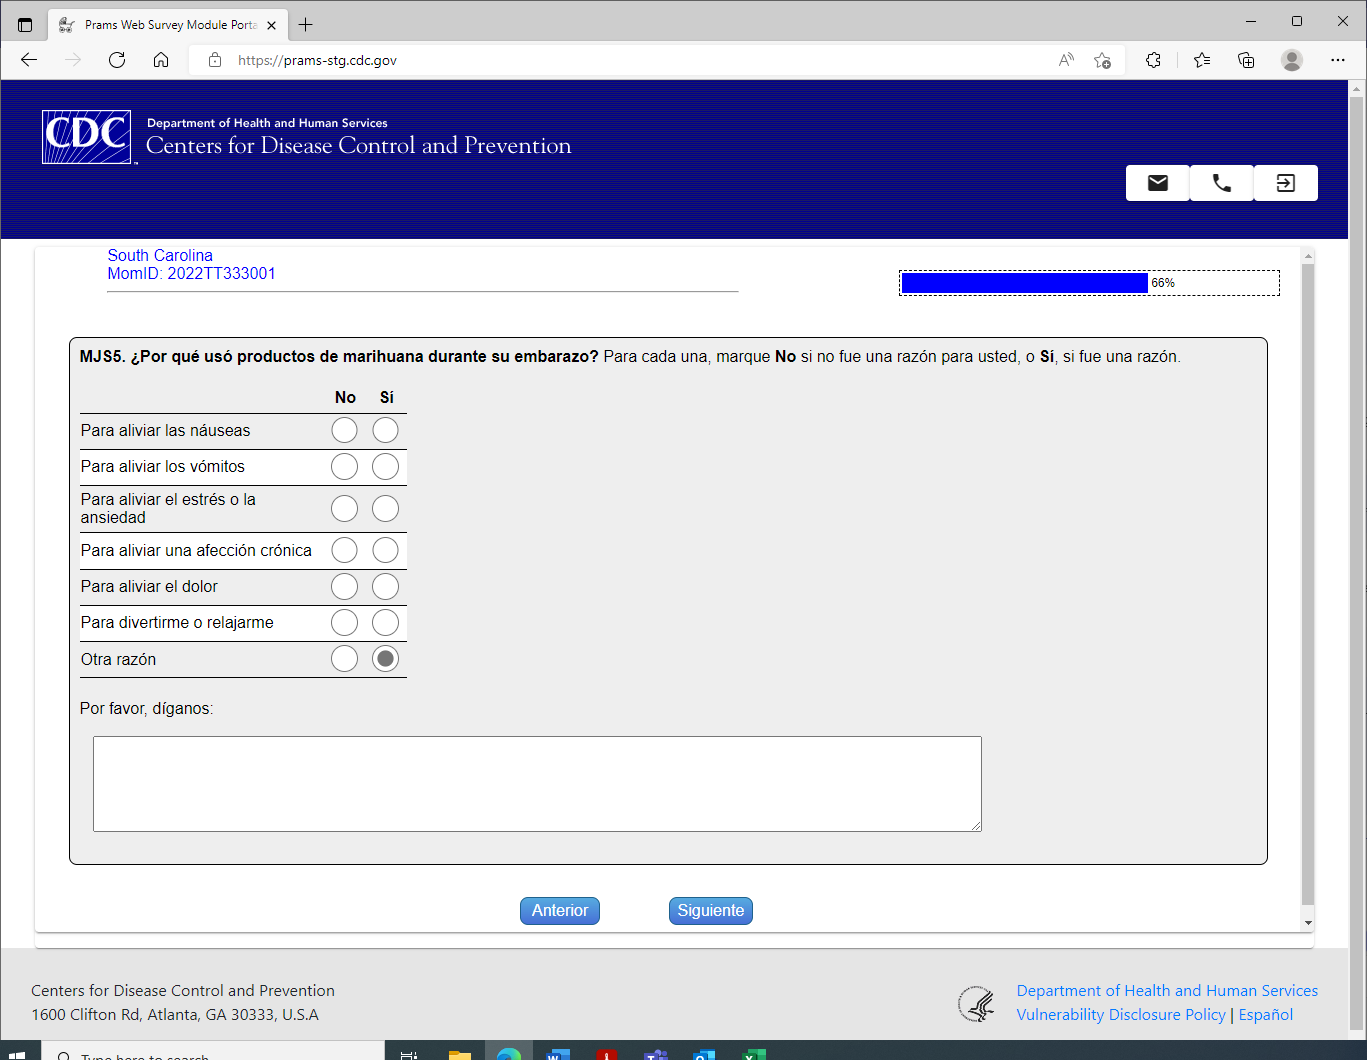 Prams Web Survey Module Porta
https://prams-stg.cdc.gov
CDC
Department of Health and Human Services
Centers for Disease Control and Prevention
South Carolina
MomID: 2022TT333001
66%
MJS5. ¿Por qué usó productos de marihuana durante su embarazo? Para cada una, marque No si no fue una razón para usted, o Sí, si fue una razón.
No Sí
Para aliviar las náuseas
Para aliviar los vómitos
Para aliviar el estrés o la
ansiedad
Para aliviar una afección crónica
Para aliviar el dolor
Para divertirme o relajarme
Otra razón
Por favor, díganos:
Anterior Siguiente
Centers for Disease Control and Prevention
1600 Clifton Rd, Atlanta, GA 30333, U.S.A
Department of Health and Human Services
Vulnerability Disclosure Policy | Español
Type here to search